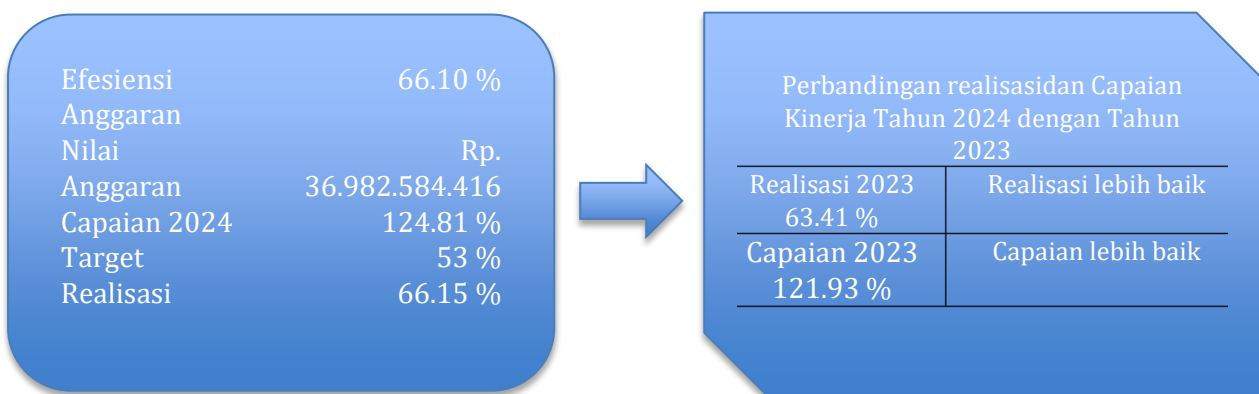 Efesiensi 66.10 %
Anggaran
Nilai Rp.
Anggaran 36.982.584.416
Capaian 2024 124.81 %
Target 53 %
Realisasi 66.15 %
Perbandingan realisasidan Capaian
Kinerja Tahun 2024 dengan Tahun
2023
Realisasi 2023 Realisasi lebih baik
63.41 %
Capaian 2023 Capaian lebih baik
121.93 %